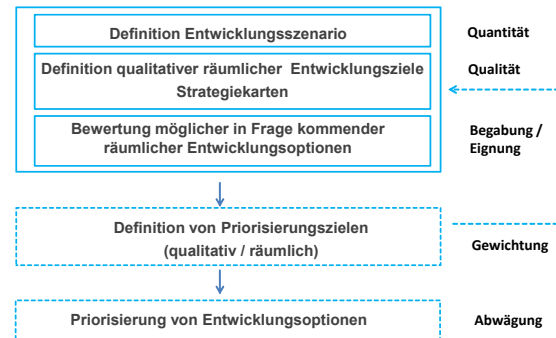 Definition Entwicklungsszenario
Quantität
Definition qualitativer räumlicher Entwicklungsziele
Strategiekarten
Qualität
Bewertung möglicher in Frage kommender
räumlicher Entwicklungsoptionen
Begabung /
Eignung
Definition von Priorisierungszielen
(qualitativ / räumlich)
Gewichtung
Priorisierung von Entwicklungsoptionen
Abwägung